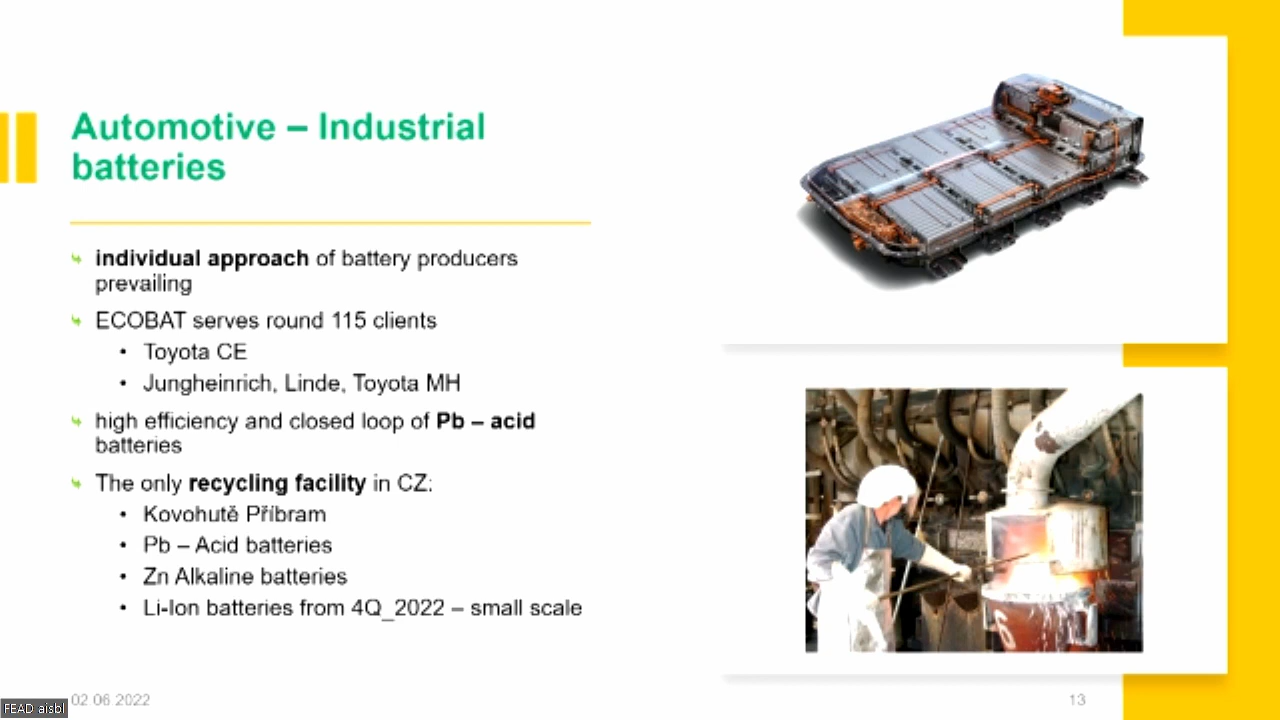 Automotive – Industrial
batteries
individual approach of battery producers
prevailing
ECOBAT serves round 115 clients
• Toyota CE
• Jungheinrich, Linde, Toyota MH
high efficiency and closed loop of Pb – acid
batteries
The only recycling facility in CZ:
• Kovohutě Příbram
• Pb – Acid batteries
• Zn Alkaline batteries
• Li-Ion batteries from 4Q_2022 – small scale
02 06 2022
13
FEAD aisbl